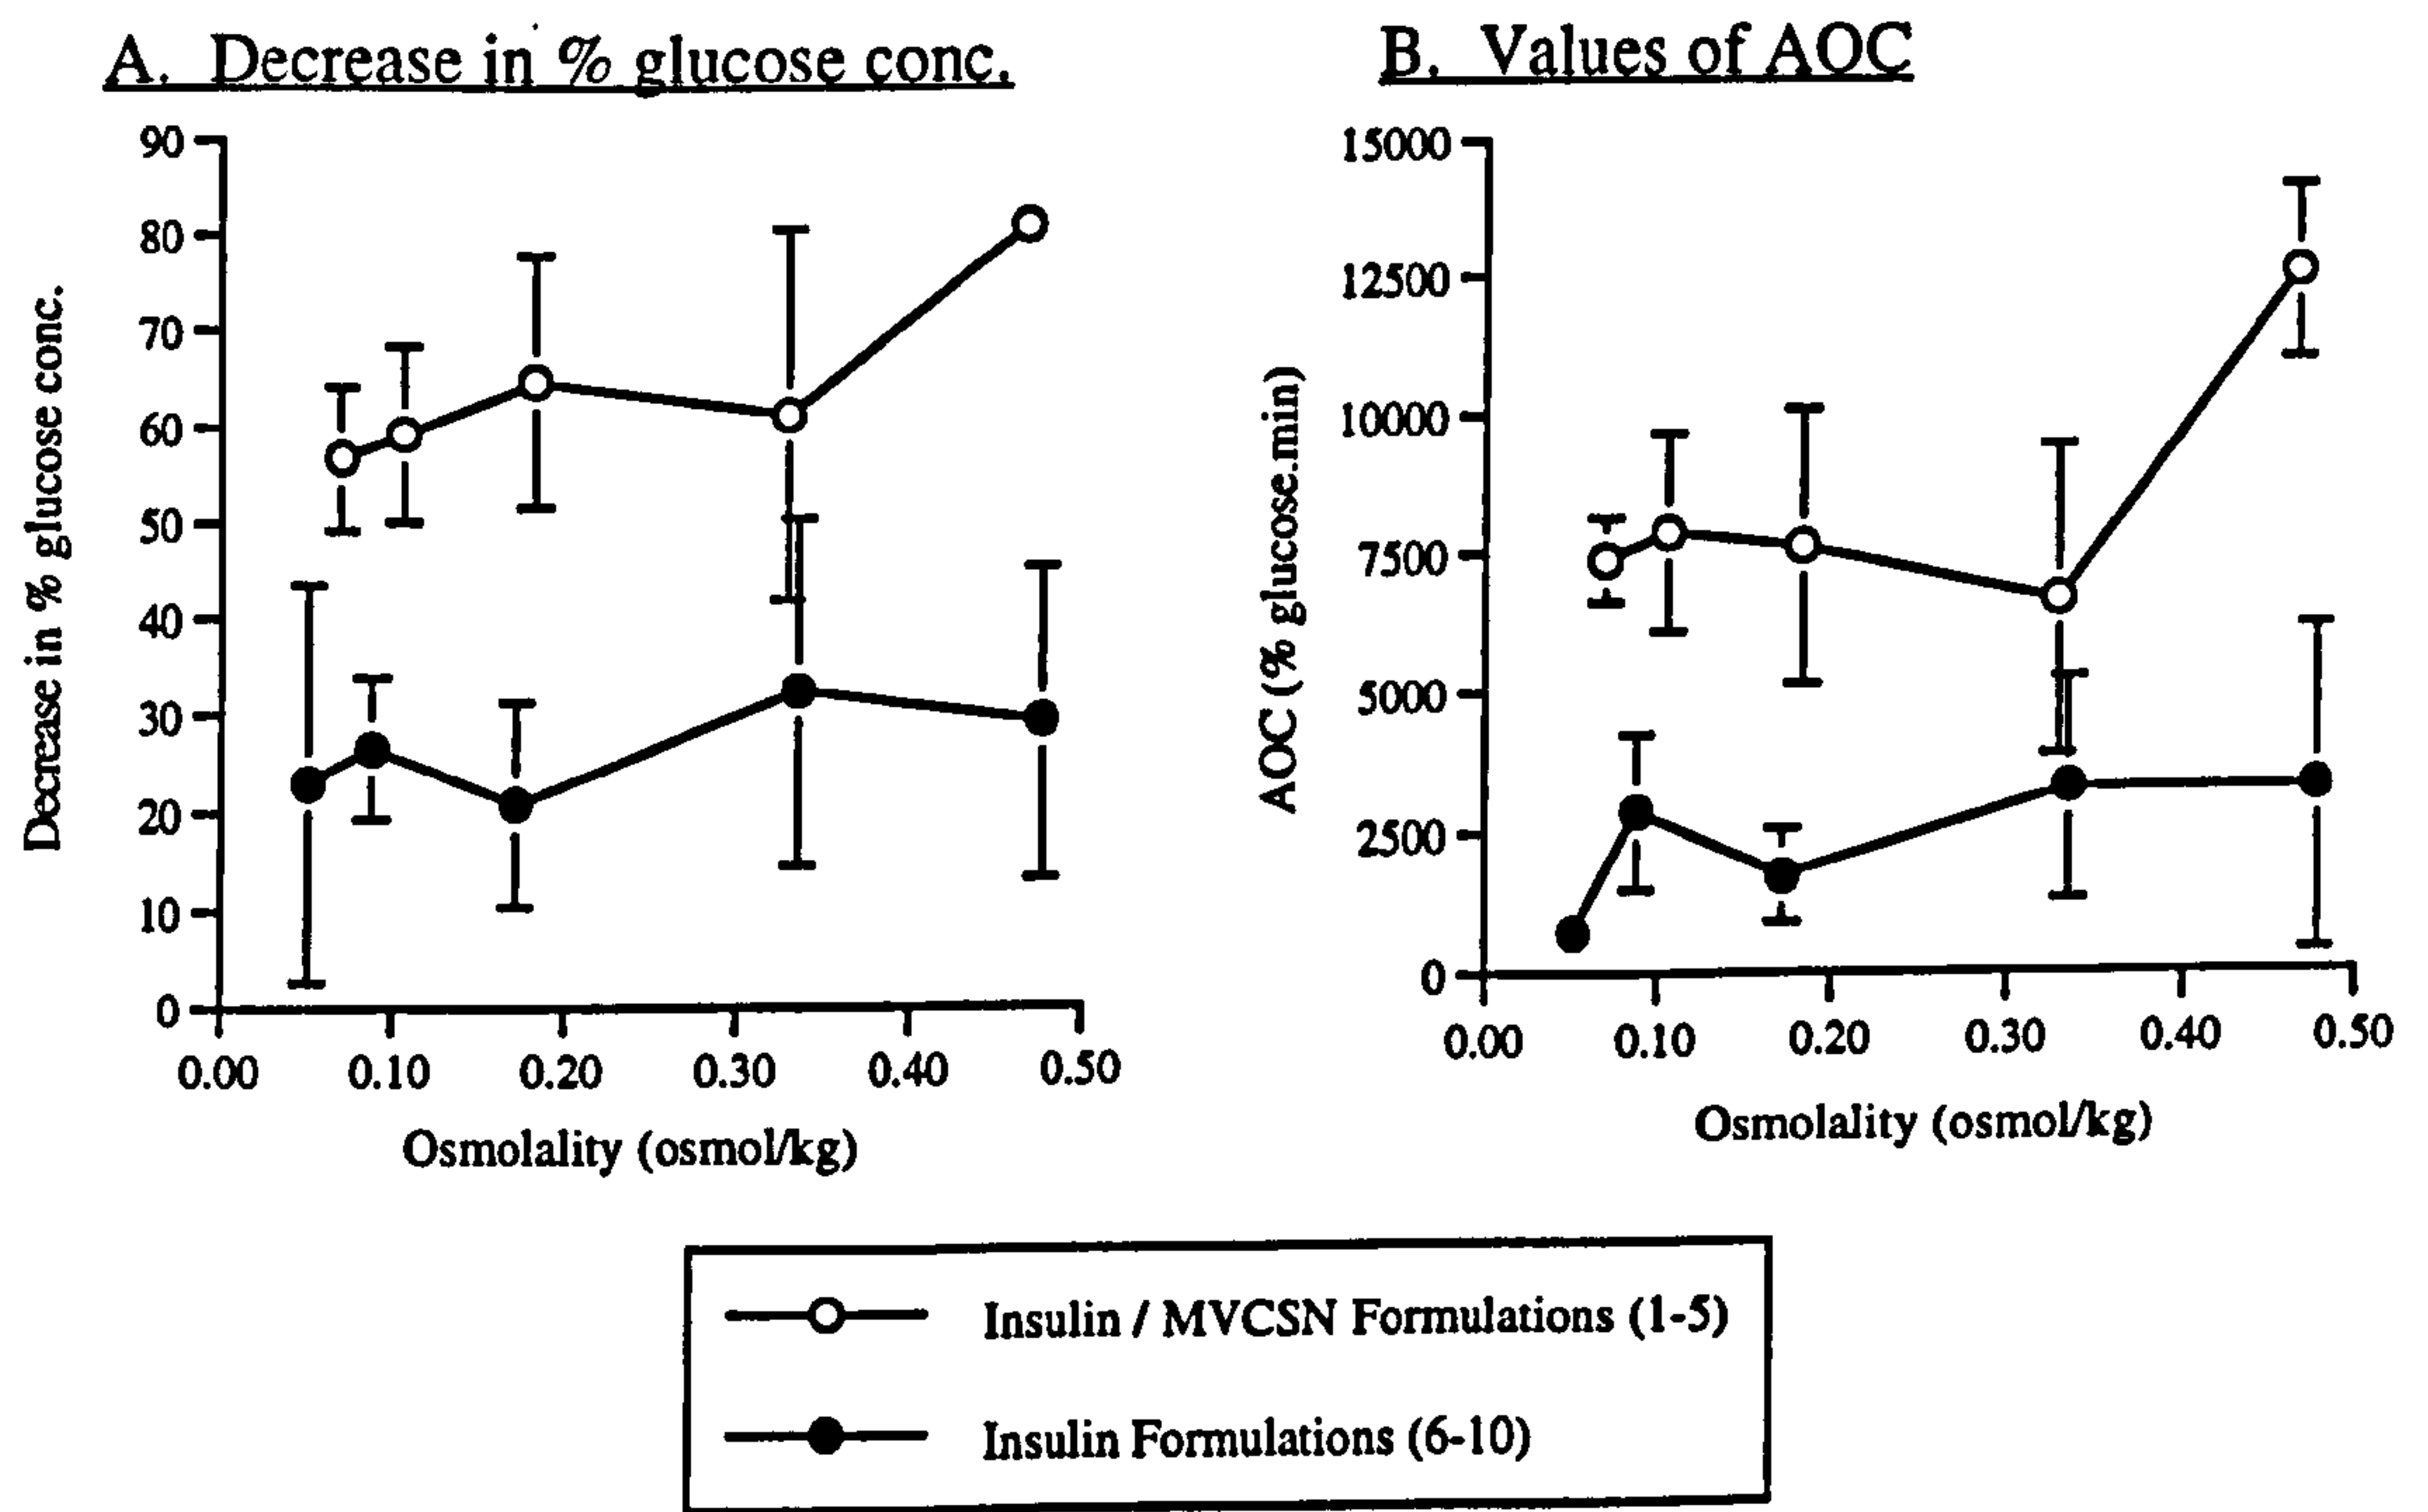 A. Decrease in % glucose conc.
B. Values of AOC
Decrease in % glucose conc.
90
80
70
60
50
40
30
20
10
0
0.00 0.10 0.20 0.30 0.40 0.50
Osmolality (osmol/kg)
AOC (% glucose.min)
15000
12500
10000
7500
5000
2500
0
0.00 0.10 0.20 0.30 0.40 0.50
Osmolality (osmol/kg)
Insulin / MVCSN Formulations (1-5)
Insulin Formulations (6-10)